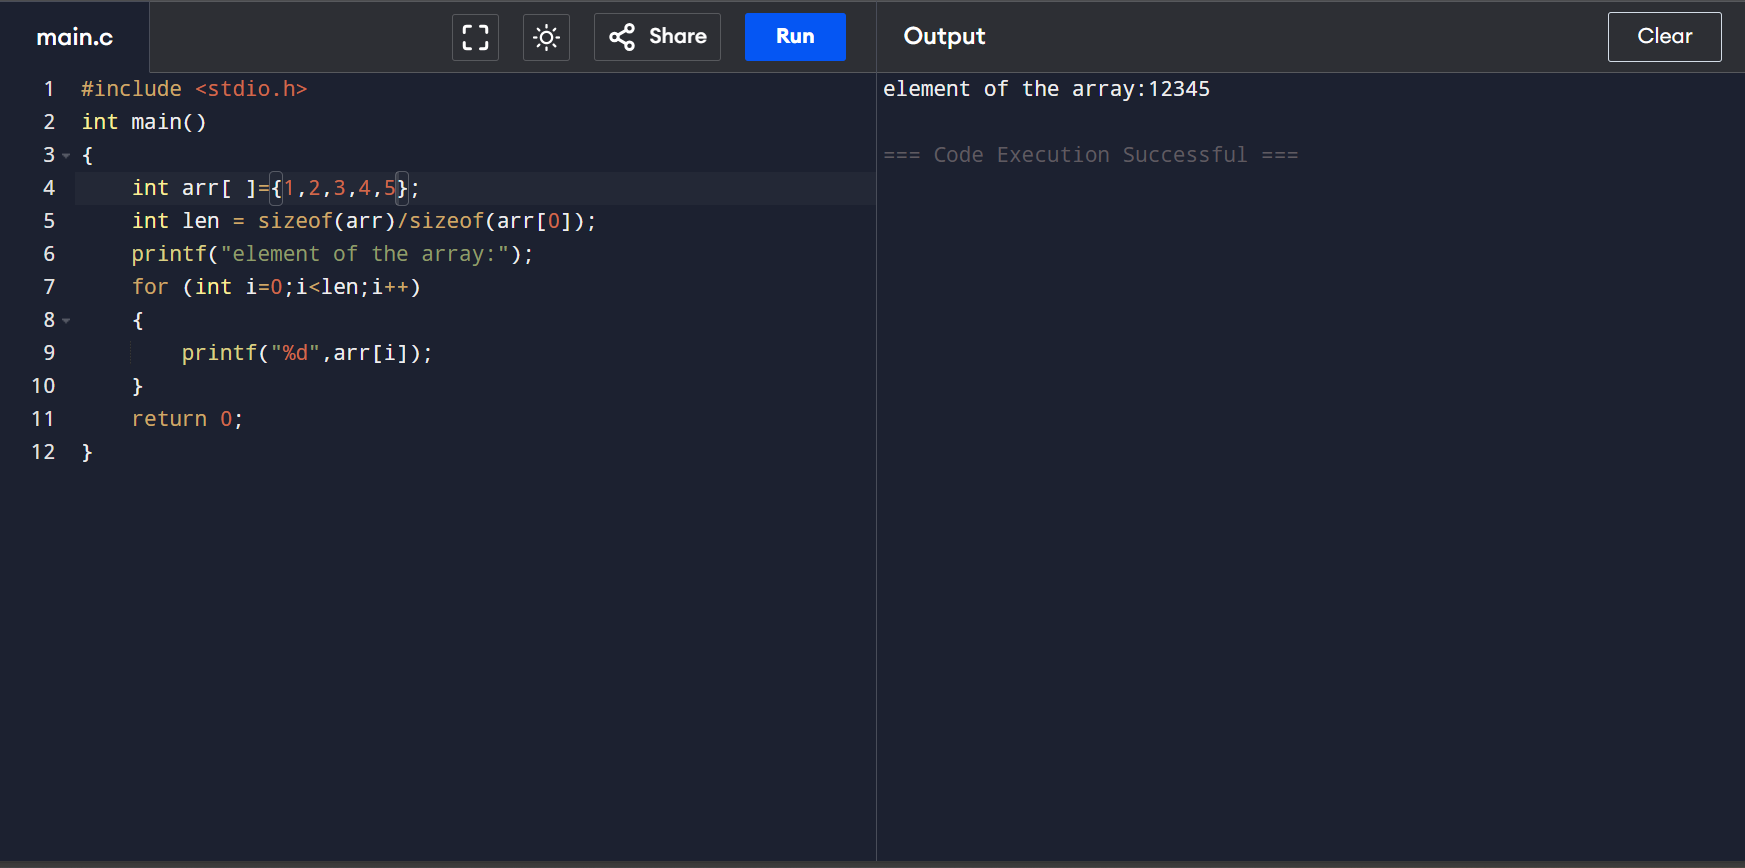 main.c
Share
Run
Output
Clear
1 #include <stdio.h>
2 int main()
3 {
4     int arr[ ]={1,2,3,4,5};
5     int len = sizeof(arr)/sizeof(arr[0]);
6     printf("element of the array:");
7     for (int i=0;i<len;i++)
8     {
9         printf("%d",arr[i]);
10     }
11     return 0;
12 }
element of the array:12345
=== Code Execution Successful ===